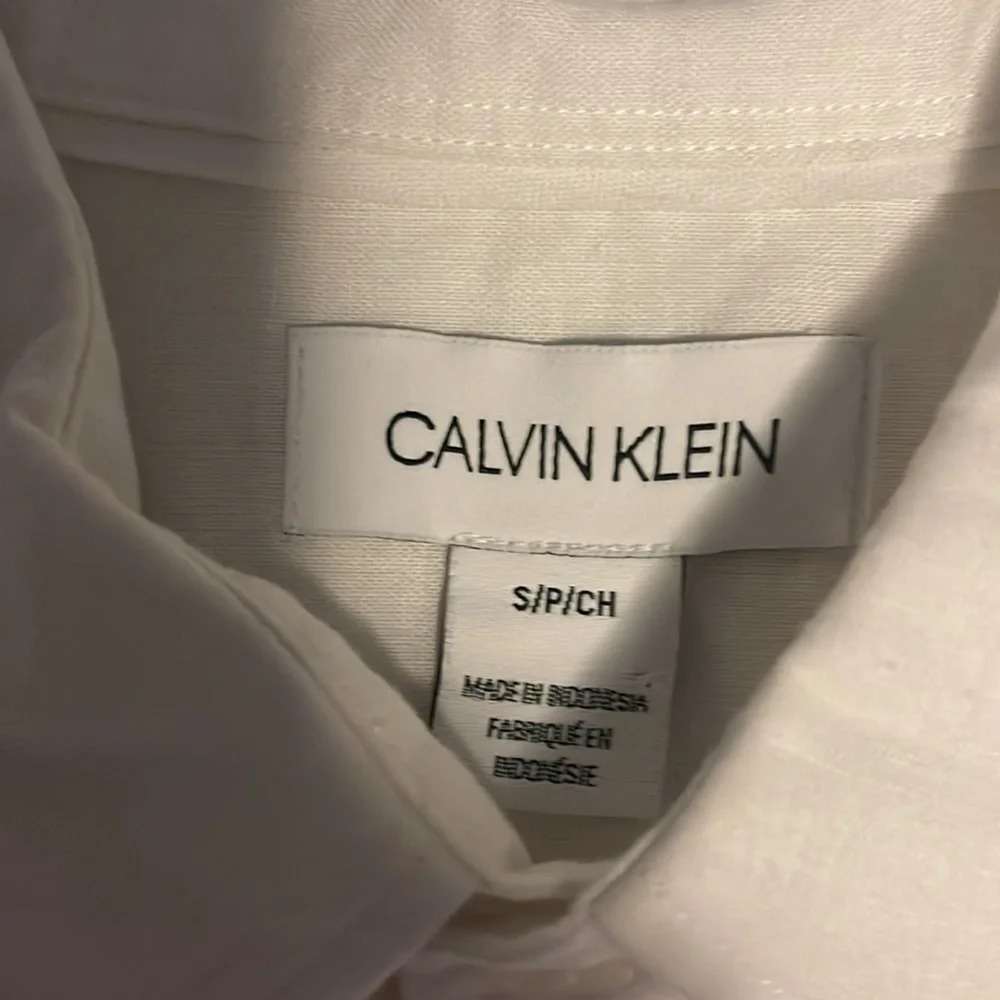 CALVIN KLEIN
S/P/CH
MADE IN INDONESIA
FABRIQUÉ EN
INDONÉSIE